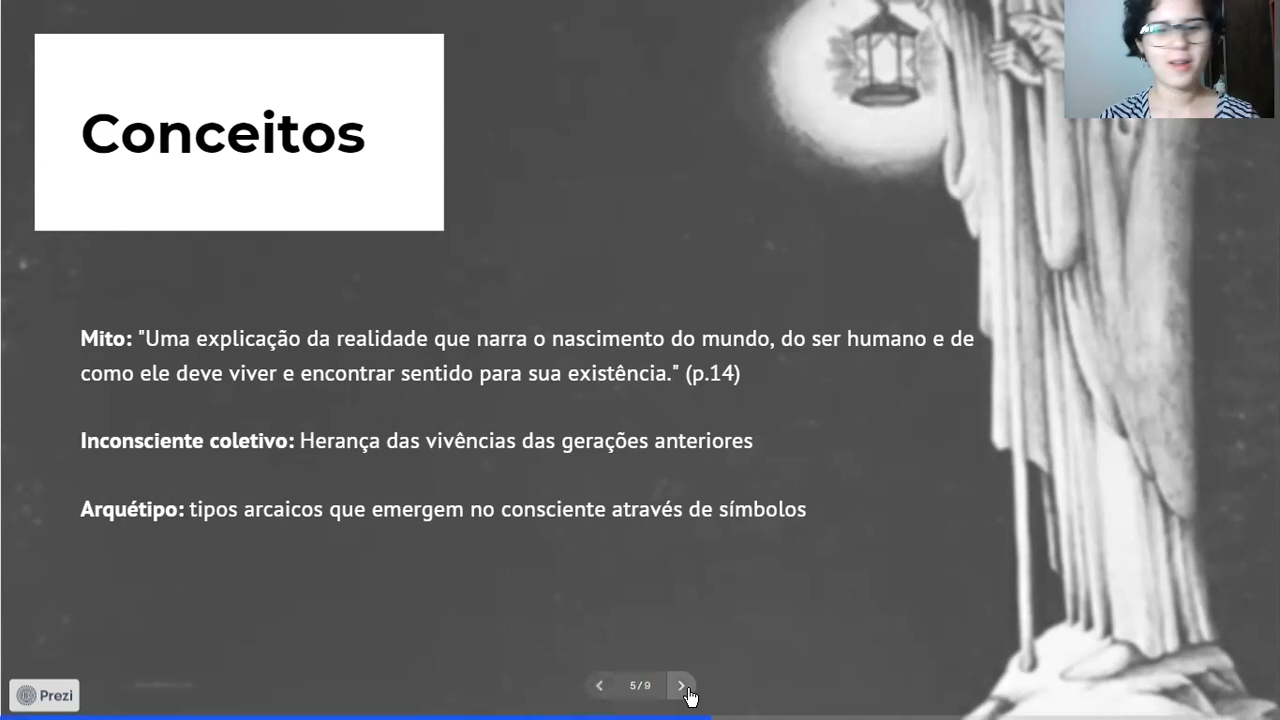 Conceitos
Mito: "Uma explicação da realidade que narra o nascimento do mundo, do ser humano e de
como ele deve viver e encontrar sentido para sua existência." (p.14)
Inconsciente coletivo: Herança das vivências das gerações anteriores
Arquétipo: tipos arcaicos que emergem no consciente através de símbolos
Prezi
5/9